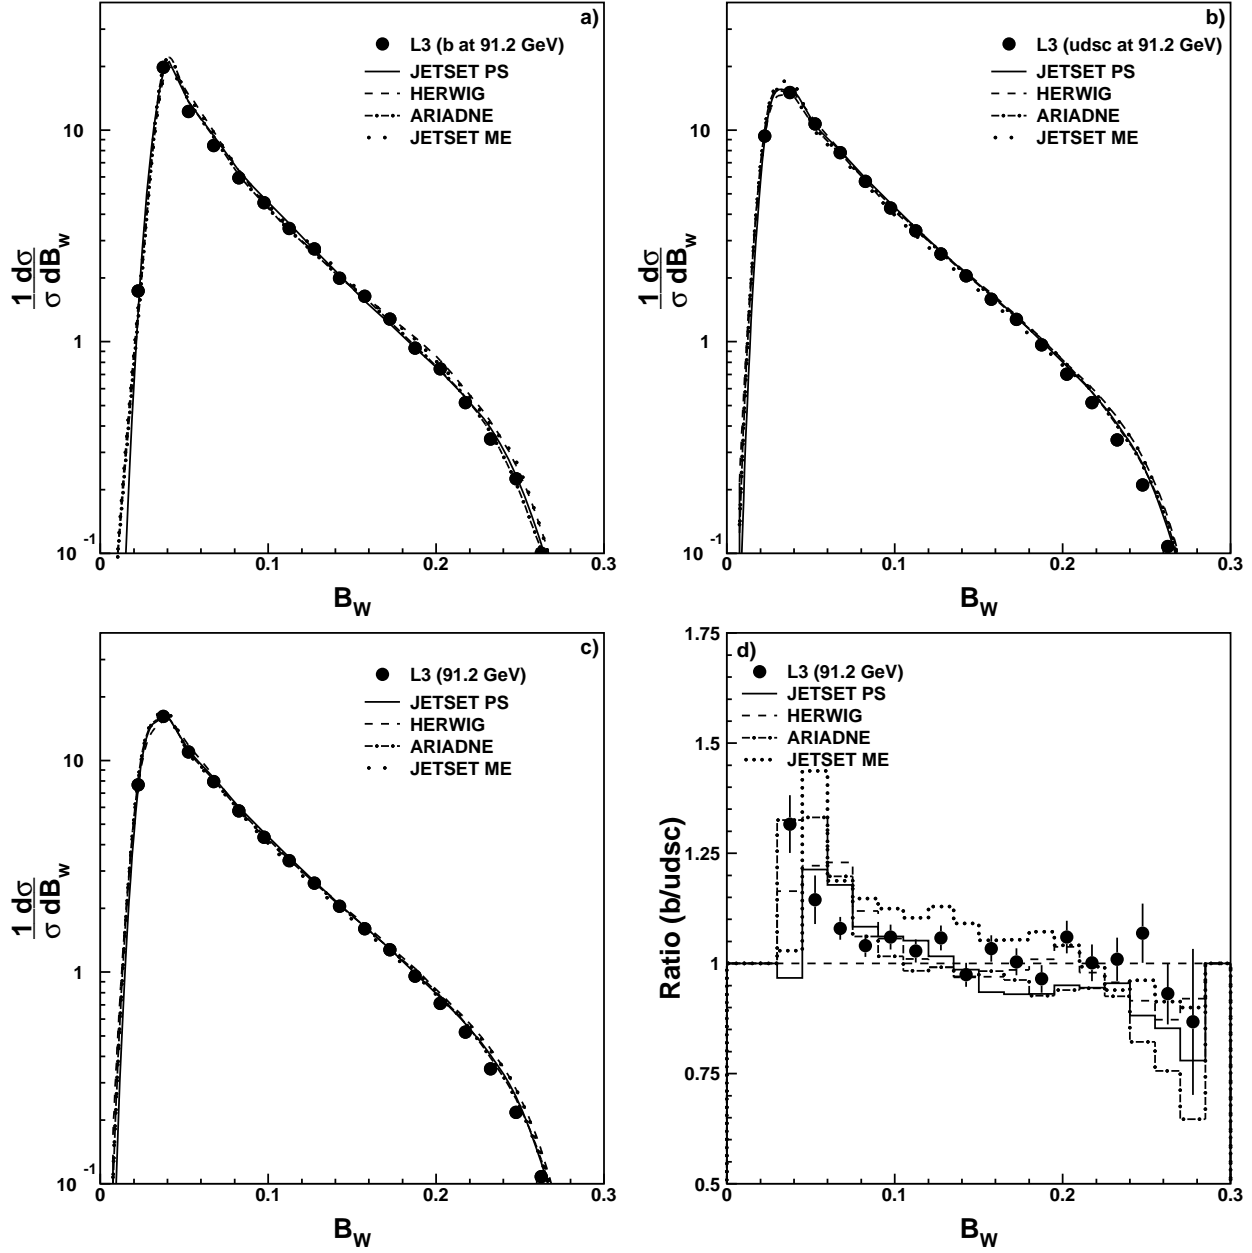 a)
L3 (b at 91.2 GeV)
JETSET PS
HERWIG
ARIADNE
JETSET ME
10
1
10 -1
1 dσ
σ dB_w
0 0.1 0.2 0.3
B_W
b)
L3 (udsc at 91.2 GeV)
JETSET PS
HERWIG
ARIADNE
JETSET ME
10
1
10 -1
1 dσ
σ dB_w
0 0.1 0.2 0.3
B_W
c)
L3 (91.2 GeV)
JETSET PS
HERWIG
ARIADNE
JETSET ME
10
1
10 -1
1 dσ
σ dB_w
0 0.1 0.2 0.3
B_W
d)
L3 (91.2 GeV)
JETSET PS
HERWIG
ARIADNE
JETSET ME
1.75
1.5
1.25
1
0.75
0.5
Ratio (b/udsc)
0 0.1 0.2 0.3
B_W